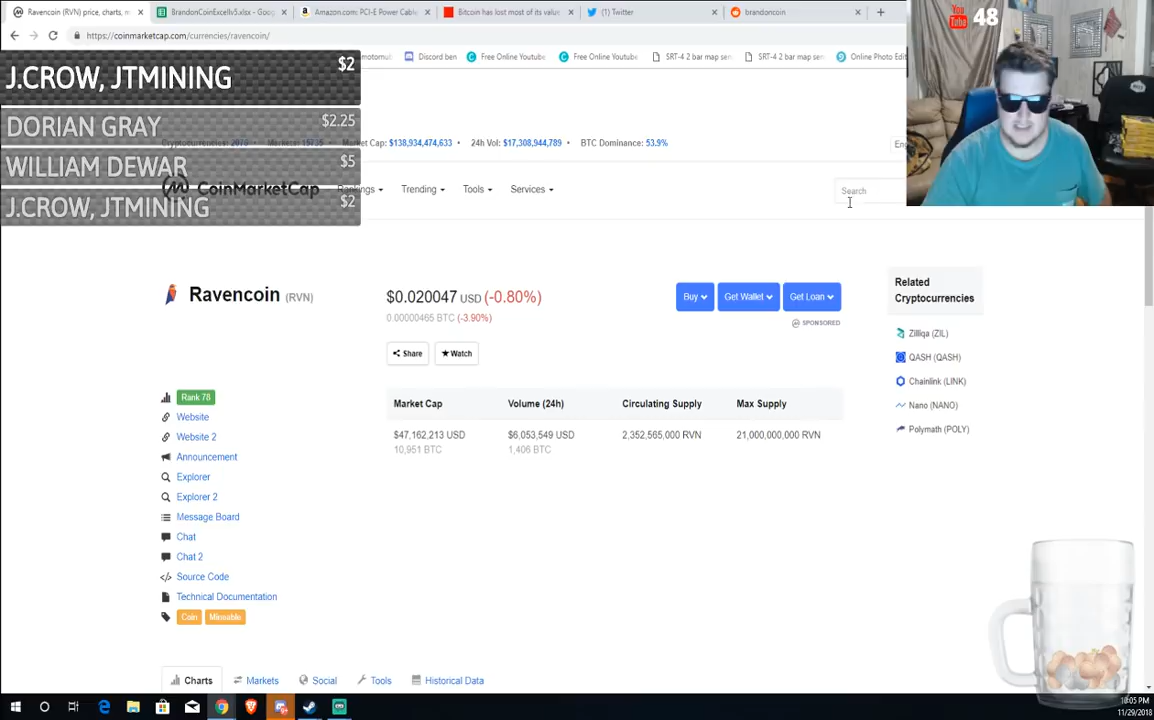 Ravencoin (RVN) price, charts, m
BrandonCoinExcellv5.xlsx - Goog
Amazon.com: PCI-E Power Cable
Bitcoin has lost most of its value
(1) Twitter
brandoncoin
You Tube 48
https://coinmarketcap.com/currencies/ravencoin/
Discord ben
Free Online Youtube
Free Online Youtube
SRT-4 2 bar map sen
SRT-4 2 bar map sen
Online Photo Edit
J.CROW, JTMINING $2
DORIAN GRAY $2.25
WILLIAM DEWAR $5
J.CROW, JTMINING $2
Market Cap: $138,934,474,633 • 24h Vol: $17,308,944,789 • BTC Dominance: 53.9%
CoinMarketCap
Rankings
Trending
Tools
Services
Search
Ravencoin (RVN)
$0.020047 USD (-0.80%)
0.00000465 BTC (-3.90%)
Buy
Get Wallet
Get Loan
SPONSORED
Share
Watch
Related
Cryptocurrencies
Zilliqa (ZIL)
QASH (QASH)
Chainlink (LINK)
Nano (NANO)
Polymath (POLY)
Rank 78
Website
Website 2
Announcement
Explorer
Explorer 2
Message Board
Chat
Chat 2
Source Code
Technical Documentation
Coin Mineable
Market Cap Volume (24h) Circulating Supply Max Supply
$47,162,213 USD $6,053,549 USD 2,352,565,000 RVN 21,000,000,000 RVN
10,951 BTC 1,406 BTC
Charts
Markets
Social
Tools
Historical Data
10:05 PM
11/29/2018